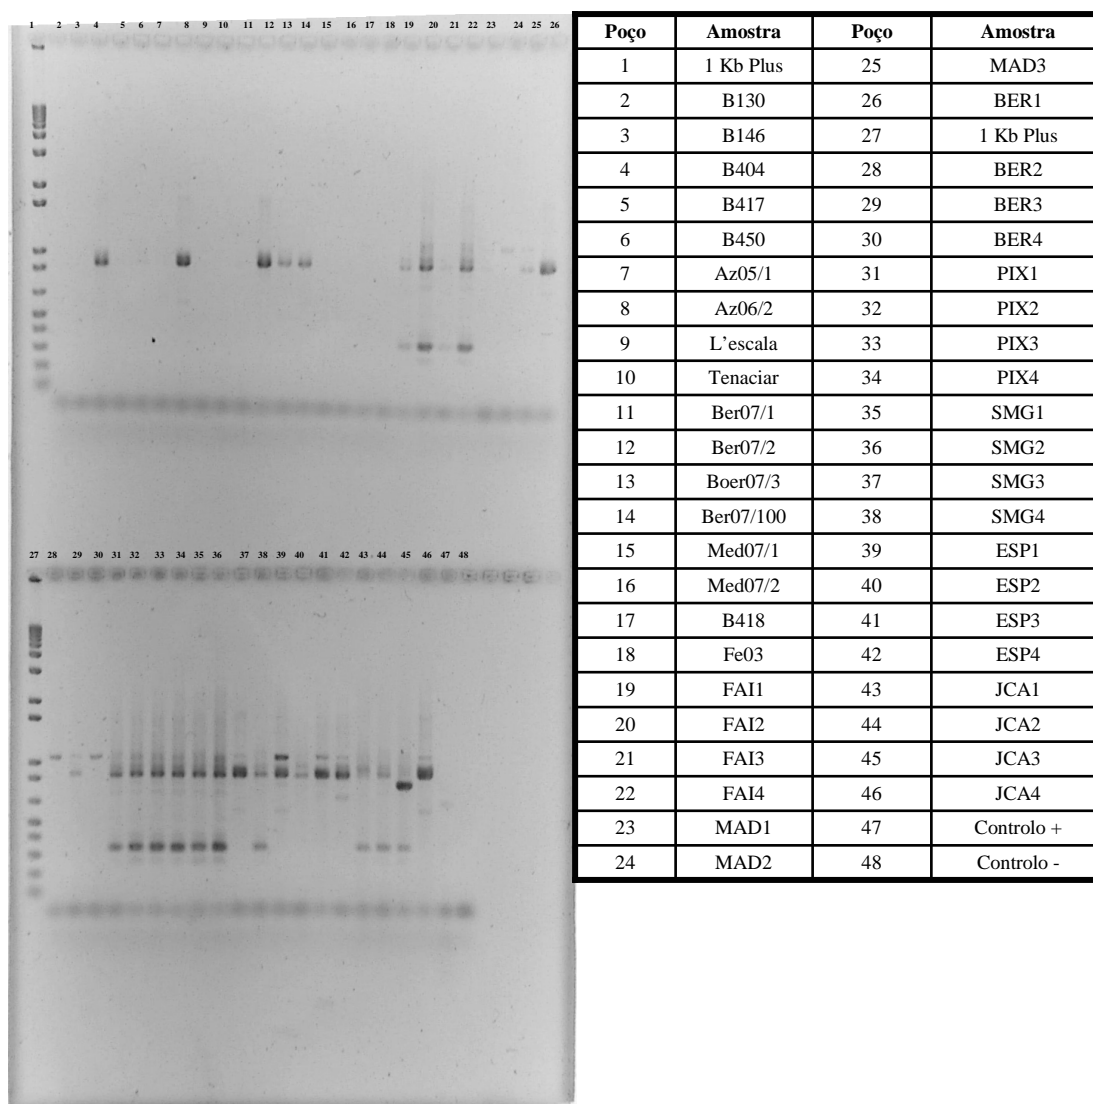 1 2 3 4 5 6 7 8 9 10 11 12 13 14 15 16 17 18 19 20 21 22 23 24 25 26
27 28 29 30 31 32 33 34 35 36 37 38 39 40 41 42 43 44 45 46 47 48
Poço Amostra Poço Amostra
1 1 Kb Plus 25 MAD3
2 B130 26 BER1
3 B146 27 1 Kb Plus
4 B404 28 BER2
5 B417 29 BER3
6 B450 30 BER4
7 Az05/1 31 PIX1
8 Az06/2 32 PIX2
9 L’escala 33 PIX3
10 Tenaciar 34 PIX4
11 Ber07/1 35 SMG1
12 Ber07/2 36 SMG2
13 Boer07/3 37 SMG3
14 Ber07/100 38 SMG4
15 Med07/1 39 ESP1
16 Med07/2 40 ESP2
17 B418 41 ESP3
18 Fe03 42 ESP4
19 FAI1 43 JCA1
20 FAI2 44 JCA2
21 FAI3 45 JCA3
22 FAI4 46 JCA4
23 MAD1 47 Controlo +
24 MAD2 48 Controlo -